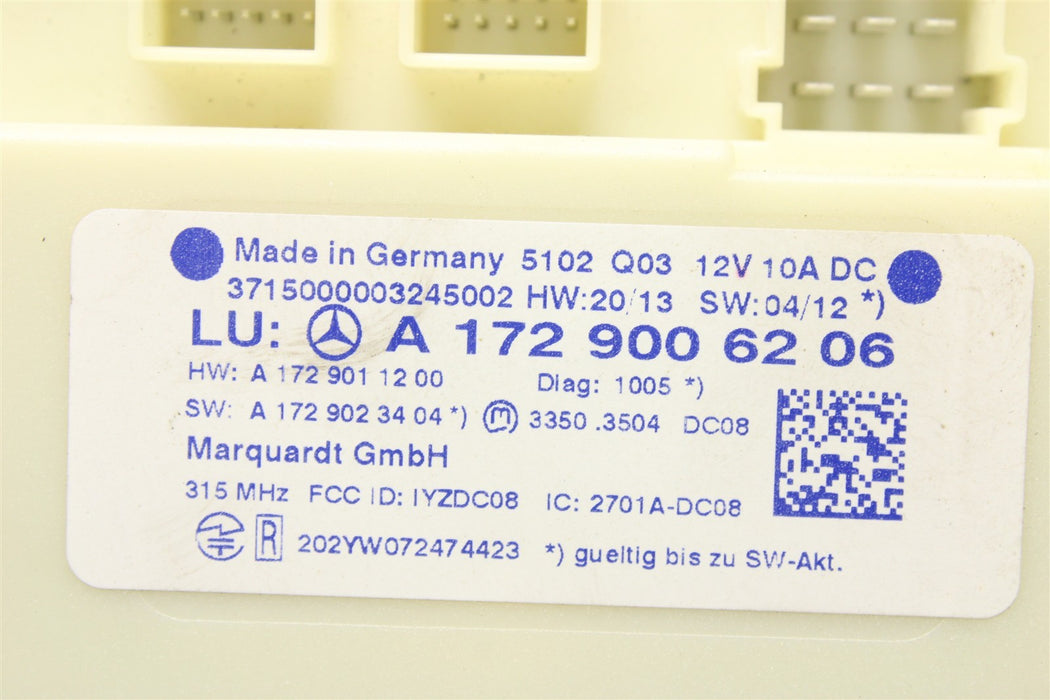 Made in Germany 5102 Q03 12V 10A DC
3715000003245002 HW:20/13 SW:04/12 *)
LU: A 172 900 62 06
HW: A 172 901 12 00 Diag: 1005 *)
SW: A 172 902 34 04 *) m 3350 .3504 DC08
Marquardt GmbH
315 MHz FCC ID: IYZDC08 IC: 2701A-DC08
R 202YW072474423 *) gueltig bis zu SW-Akt.